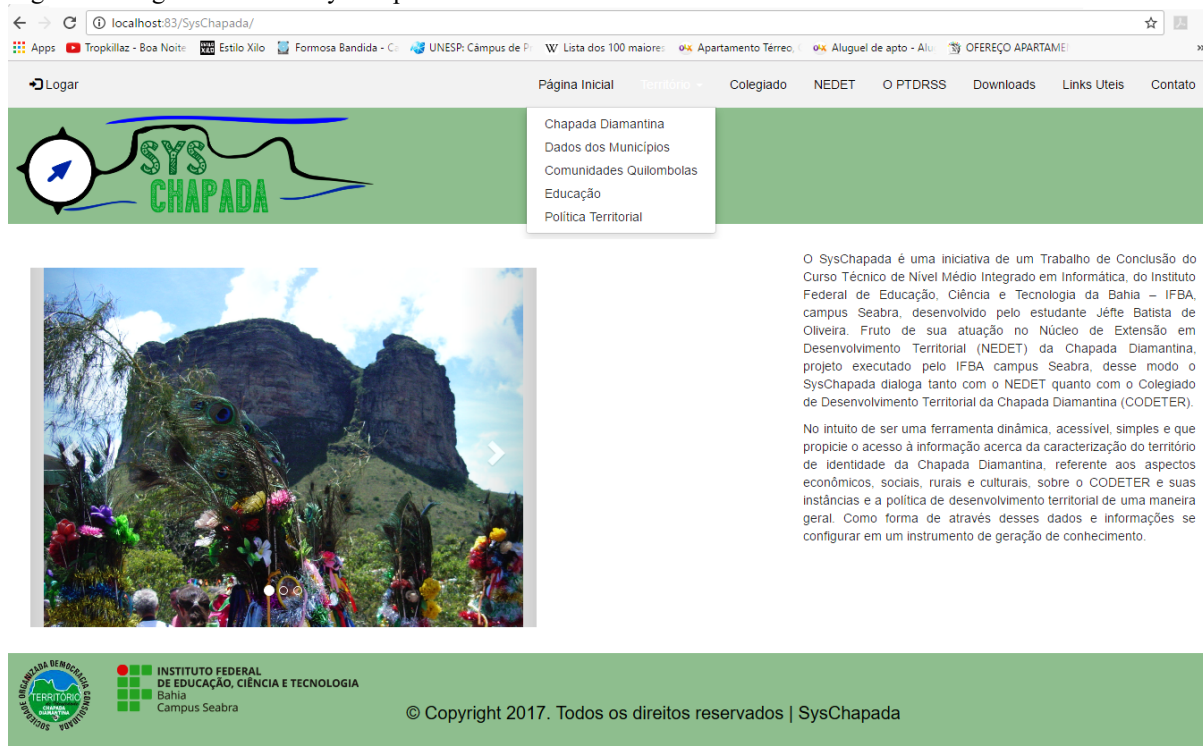 localhost:83/SysChapada/
Apps Tropkillaz - Boa Noite Estilo Xilo Formosa Bandida - Ca UNESP: Câmpus de P W Lista dos 100 maiores Apartamento Térreo, Aluguel de apto - Alu OFEREÇO APARTAME »
Logar Página Inicial Território Colegiado NEDET O PTDRSS Downloads Links Uteis Contato
Chapada Diamantina
Dados dos Municípios
Comunidades Quilombolas
Educação
Política Territorial
SYS
CHAPADA
O SysChapada é uma iniciativa de um Trabalho de Conclusão do
Curso Técnico de Nível Médio Integrado em Informática, do Instituto
Federal de Educação, Ciência e Tecnologia da Bahia – IFBA,
campus Seabra, desenvolvido pelo estudante Jéfte Batista de
Oliveira. Fruto de sua atuação no Núcleo de Extensão em
Desenvolvimento Territorial (NEDET) da Chapada Diamantina,
projeto executado pelo IFBA campus Seabra, desse modo o
SysChapada dialoga tanto com o NEDET quanto com o Colegiado
de Desenvolvimento Territorial da Chapada Diamantina (CODETER).
No intuito de ser uma ferramenta dinâmica, acessível, simples e que
propicie o acesso à informação acerca da caracterização do território
de identidade da Chapada Diamantina, referente aos aspectos
econômicos, sociais, rurais e culturais, sobre o CODETER e suas
instâncias e a política de desenvolvimento territorial de uma maneira
geral. Como forma de através desses dados e informações se
configurar em um instrumento de geração de conhecimento.
SOCIEDADE ORGANIZADA DEMOCRACIA CONSOLIDADA
TERRITÓRIO
CHAPADA
DIAMANTINA
INSTITUTO FEDERAL
DE EDUCAÇÃO, CIÊNCIA E TECNOLOGIA
Bahia
Campus Seabra
© Copyright 2017. Todos os direitos reservados | SysChapada